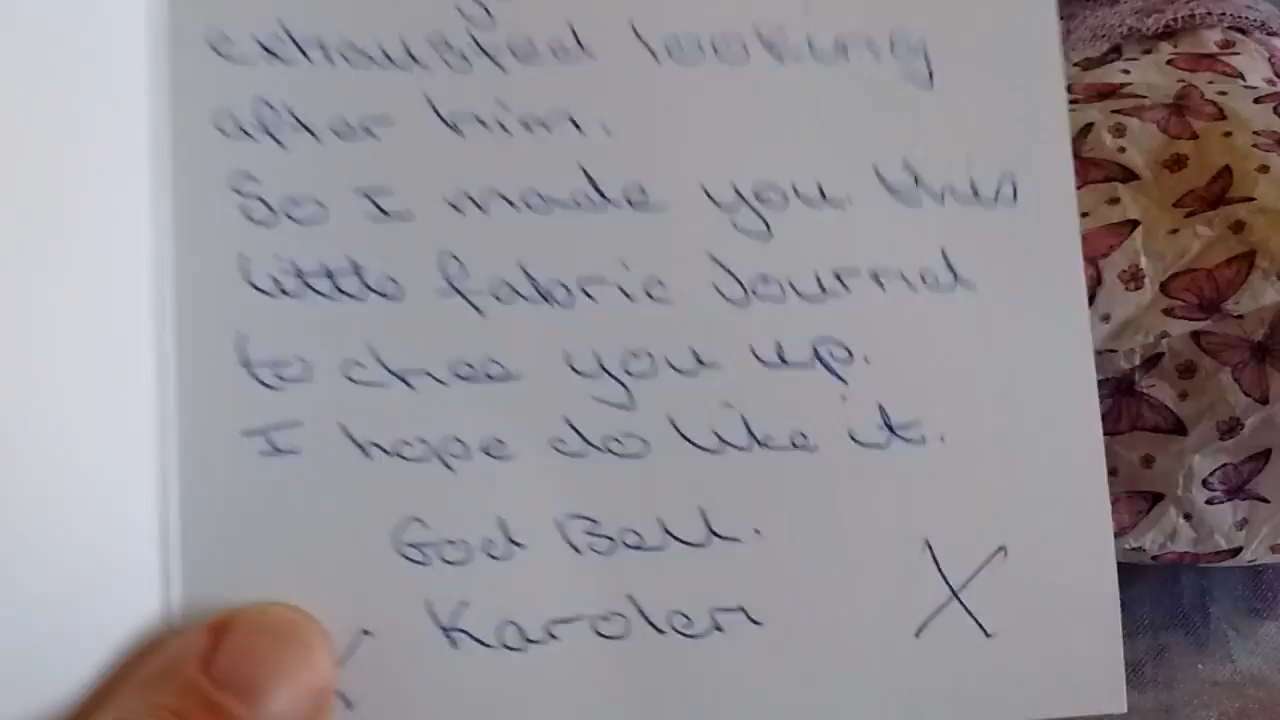 exhausted looking
after him.
So I made you this
little fabric Journal
to chee you up.
I hope do like it.
God Bell.
Karolen
X